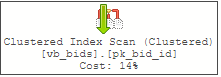 Clustered Index Scan (Clustered)
[vb_bids].[pk_bid_id]
Cost: 14%